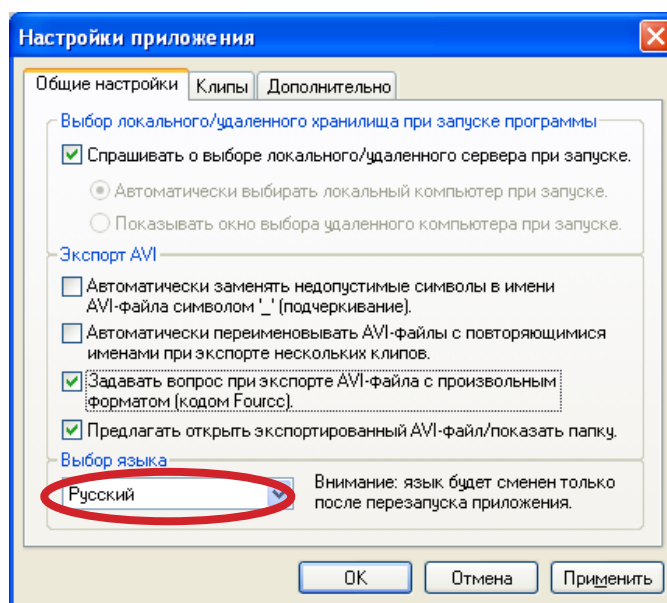 Настройки приложения
Общие настройки Клипы Дополнительно
Выбор локального/удаленного хранилища при запуске программы
Спрашивать о выборе локального/удаленного сервера при запуске.
Автоматически выбирать локальный компьютер при запуске.
Показывать окно выбора удаленного компьютера при запуске.
Экспорт AVI
Автоматически заменять недопустимые символы в имени
AVI-файла символом '_' (подчеркивание).
Автоматически переименовывать AVI-файлы с повторяющимися
именами при экспорте нескольких клипов.
Задавать вопрос при экспорте AVI-файла с произвольным
форматом (кодом Fourcc).
Предлагать открыть экспортированный AVI-файл/показать папку.
Выбор языка
Русский
Внимание: язык будет сменен только
после перезапуска приложения.
OK Отмена Применить